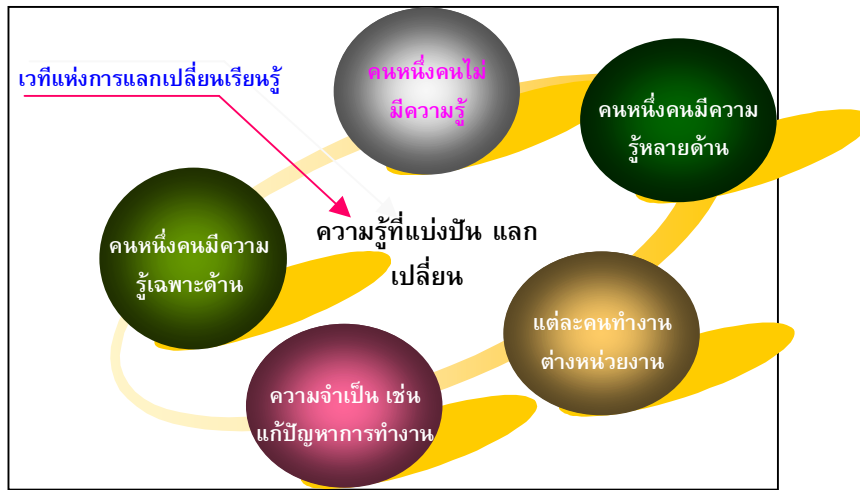 เวทีแห่งการแลกเปลี่ยนเรียนรู้
คนหนึ่งคนไม่
มีความรู้
คนหนึ่งคนมีความ
รู้หลายด้าน
คนหนึ่งคนมีความ
รู้เฉพาะด้าน
ความรู้ที่แบ่งปัน แลก
เปลี่ยน
แต่ละคนทำงาน
ต่างหน่วยงาน
ความจำเป็น เช่น
แก้ปัญหาการทำงาน